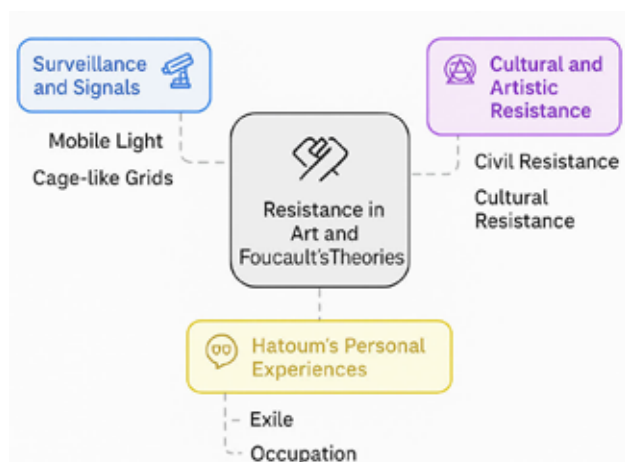 Surveillance
and Signals
Mobile Light
Cage-like Grids
Cultural and
Artistic
Resistance
Civil Resistance
Cultural
Resistance
Resistance in
Art and
Foucault'sTheories
Hatoum's Personal
Experiences
Exile
Occupation